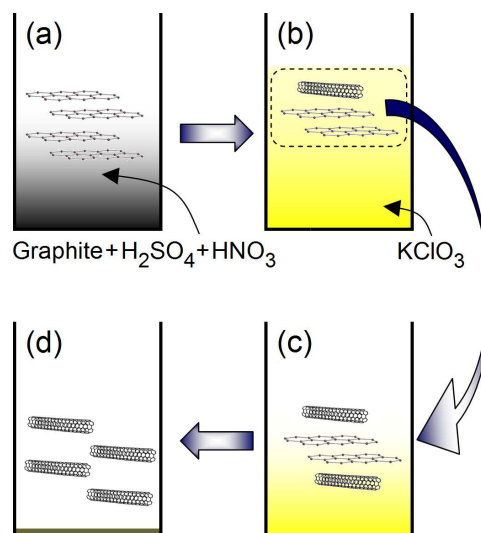 (a)
(b)
Graphite+H₂SO₄+HNO₃
KClO₃
(d)
(c)